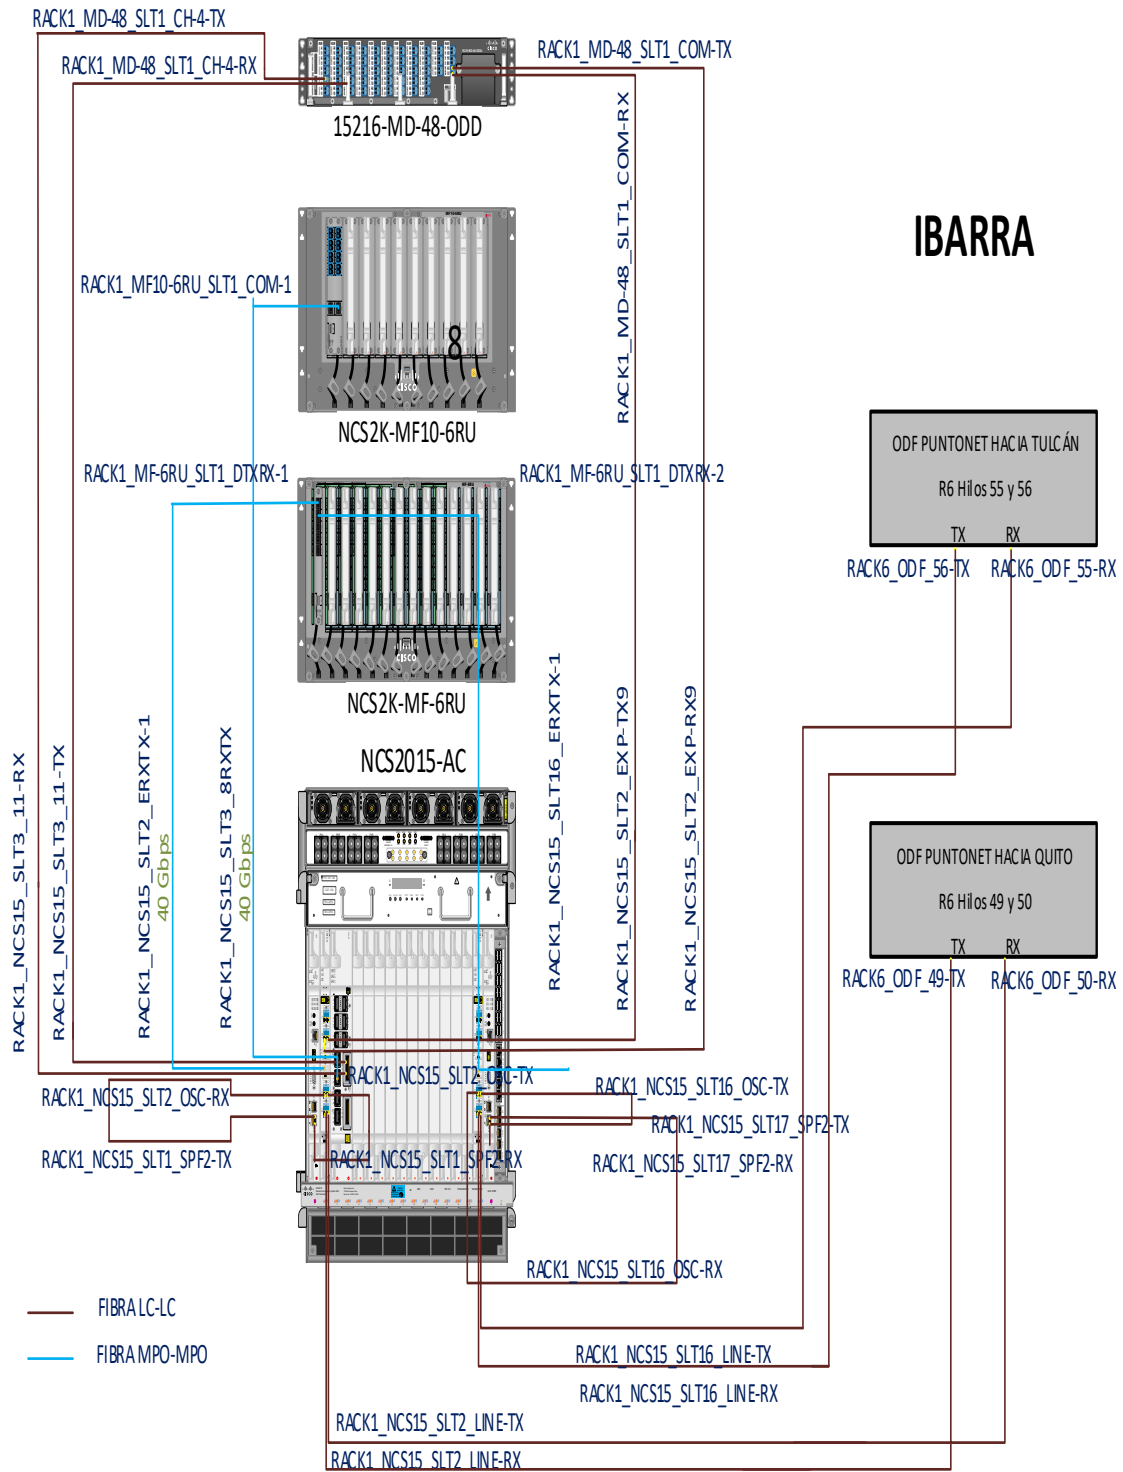 RACK1_MD-48_SLT1_CH-4-TX
RACK1_MD-48_SLT1_CH-4-RX
RACK1_MD-48_SLT1_COM-TX
15216-MD-48-ODD
RACK1_MD-48_SLT1_COM-RX
IBARRA
RACK1_MF10-6RU_SLT1_COM-1
8
CISCO
NCS2K-MF10-6RU
RACK1_MF-6RU_SLT1_DTXRX-1
RACK1_MF-6RU_SLT1_DTXRX-2
CISCO
NCS2K-MF-6RU
ODF PUNTONET HACIA TULCÁN
R6 Hilos 55 y 56
TX RX
RACK6_ODF_56-TX
RACK6_ODF_55-RX
NCS2015-AC
RACK1_NCS15_SLT3_11-RX
RACK1_NCS15_SLT3_11-TX
RACK1_NCS15_SLT2_ERXTX-1
40 Gbps
RACK1_NCS15_SLT3_8RXTX
40 Gbps
RACK1_NCS15_SLT16_ERXTX-1
RACK1_NCS15_SLT2_EXP-TX9
RACK1_NCS15_SLT2_EXP-RX9
ODF PUNTONET HACIA QUITO
R6 Hilos 49 y 50
TX RX
RACK6_ODF_49-TX
RACK6_ODF_50-RX
RACK1_NCS15_SLT2_OSC-TX
RACK1_NCS15_SLT2_OSC-RX
RACK1_NCS15_SLT16_OSC-TX
RACK1_NCS15_SLT17_SPF2-TX
RACK1_NCS15_SLT1_SPF2-TX
RACK1_NCS15_SLT1_SPF2-RX
RACK1_NCS15_SLT17_SPF2-RX
RACK1_NCS15_SLT16_OSC-RX
FIBRA LC-LC
FIBRA MPO-MPO
RACK1_NCS15_SLT16_LINE-TX
RACK1_NCS15_SLT16_LINE-RX
RACK1_NCS15_SLT2_LINE-TX
RACK1_NCS15_SLT2_LINE-RX